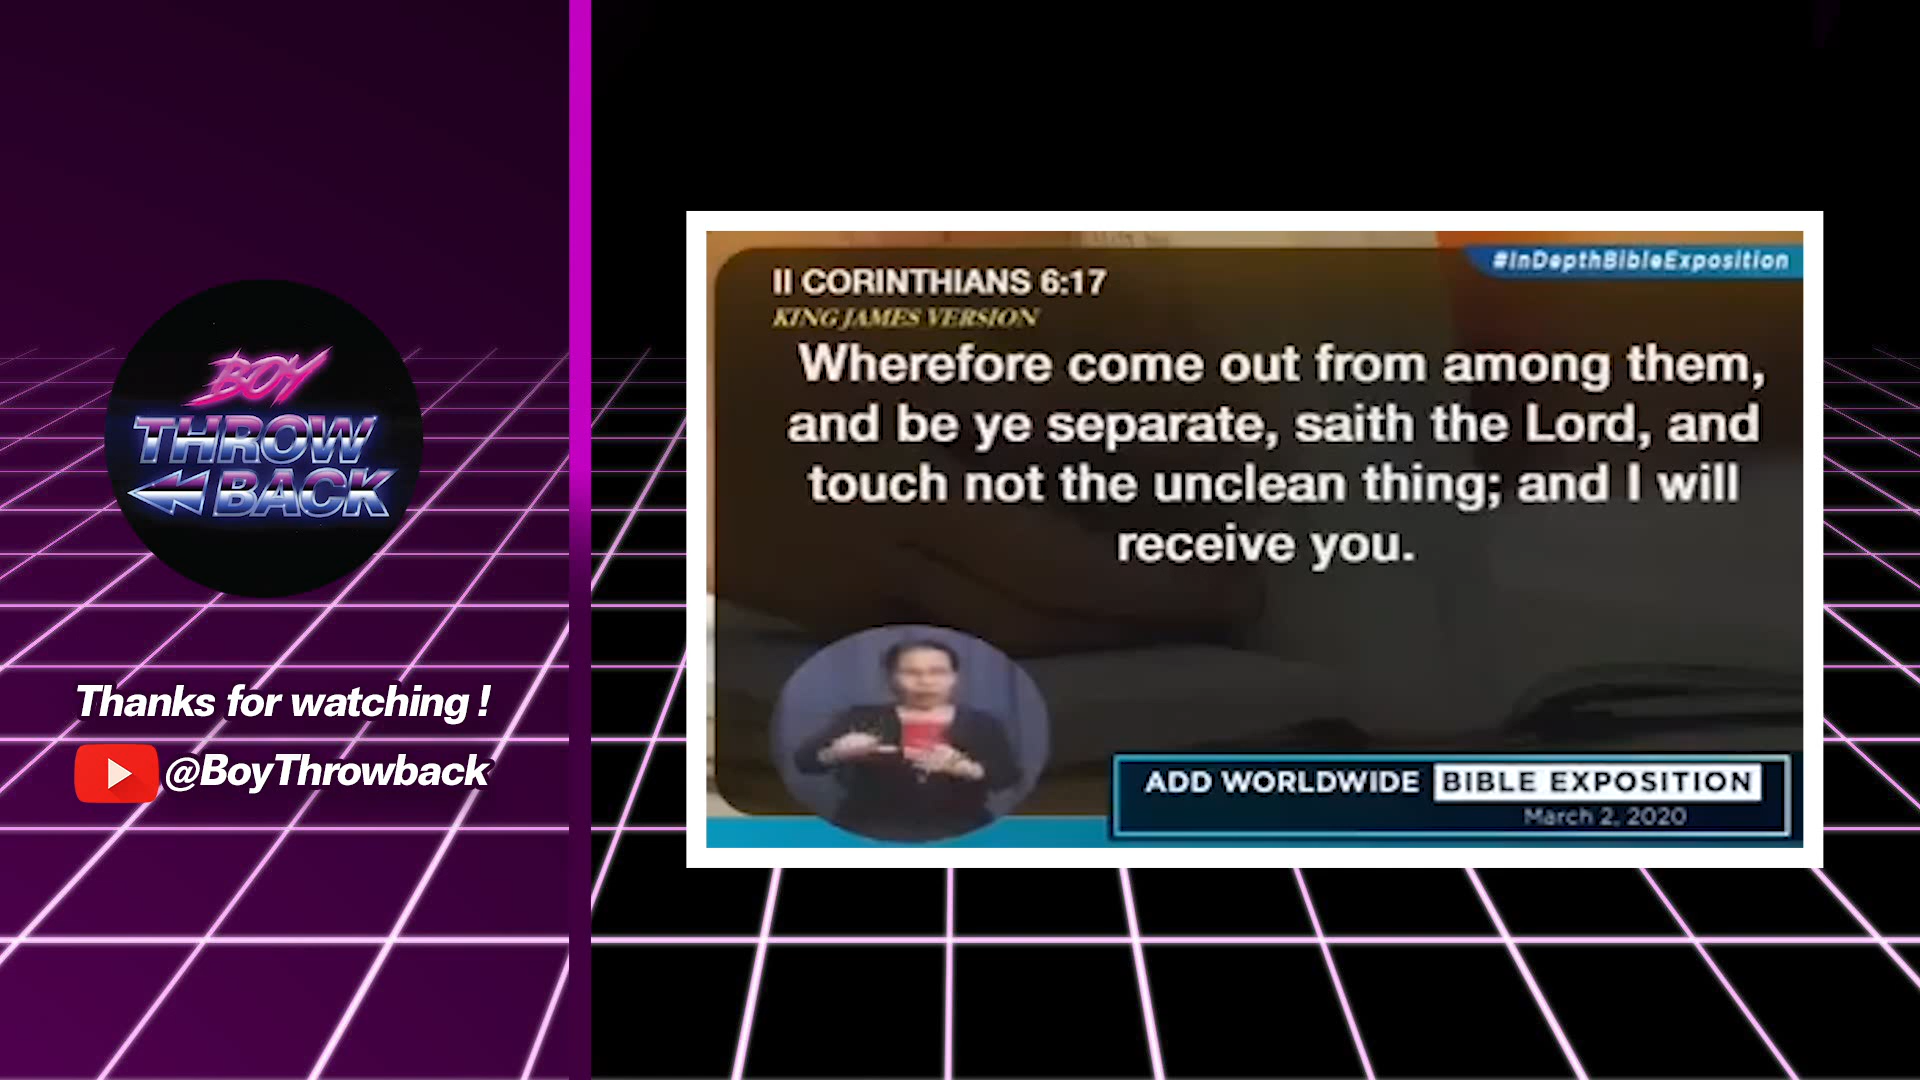 BOY
THROW
BACK
Thanks for watching !
@BoyThrowback
#InDepthBibleExposition
II CORINTHIANS 6:17
KING JAMES VERSION
Wherefore come out from among them,
and be ye separate, saith the Lord, and
touch not the unclean thing; and I will
receive you.
ADD WORLDWIDE BIBLE EXPOSITION
March 2, 2020